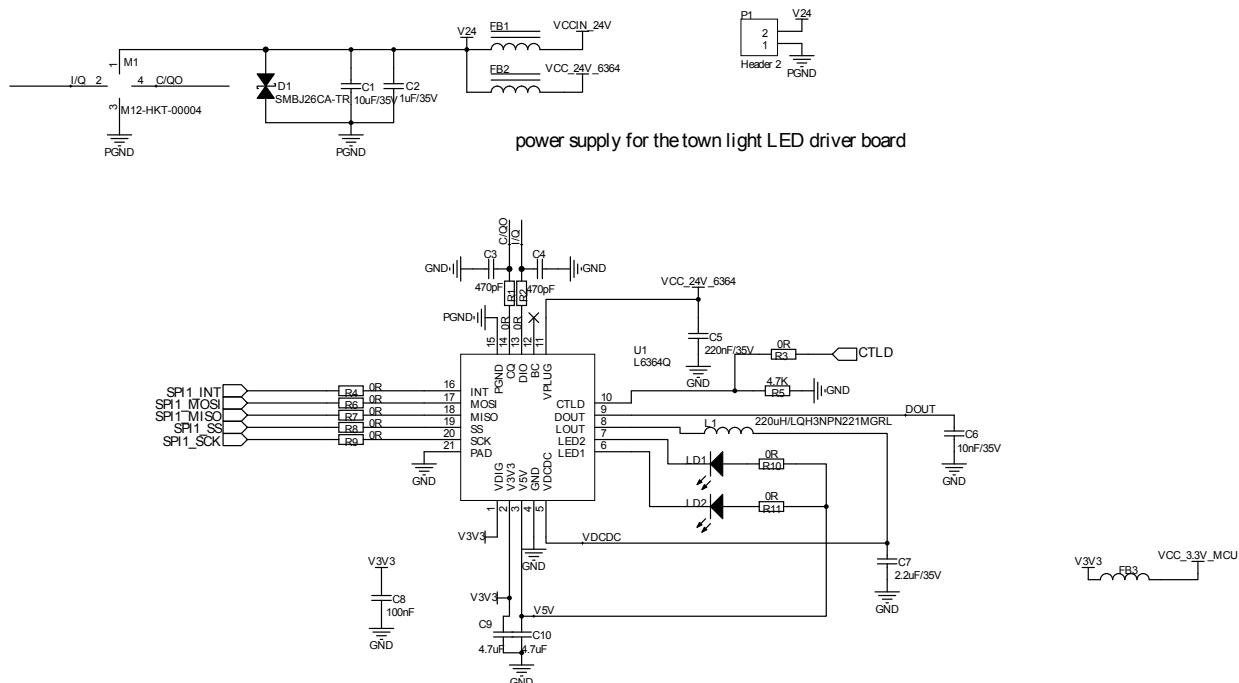 P1
V24
2
1
Header 2
PGND
V24
FB1
VCCIN_24V
FB2
VCC_24V_6364
1
M1
I/Q 2
4 C/QO
3
M12-HKT-00004
PGND
D1
SMBJ26CA-TR
C1
10uF/35V
C2
1uF/35V
PGND
power supply for the town light LED driver board
C/QO
I/Q
C3
C4
GND
GND
470pF
470pF
R1
R2
0R
0R
PGND
15
14
13
12
11
PGND
CQ
DIO
BC
VPLUG
VCC_24V_6364
C5
220nF/35V
GND
U1
L6364Q
0R
R3
CTLD
4.7K
R5
GND
SPI1_INT
R4
0R
16
INT
SPI1_MOSI
R6
0R
17
MOSI
SPI1_MISO
R7
0R
18
MISO
SPI1_SS
R8
0R
19
SS
SPI1_SCK
R9
0R
20
SCK
21
PAD
GND
CTLD
10
DOUT
9
LOUT
8
LED2
7
LED1
6
DOUT
220uH/LQH3NPN221MGRL
L1
C6
10nF/35V
GND
LD1
0R
R10
LD2
0R
R11
VDIG
V3V3
V5V
GND
VDCDC
1
2
3
4
5
V3V3
GND
VDCDC
C7
2.2uF/35V
GND
V3V3
C8
100nF
GND
V3V3
V5V
C9
C10
4.7uF
4.7uF
GND
V3V3
FB3
VCC_3.3V_MCU